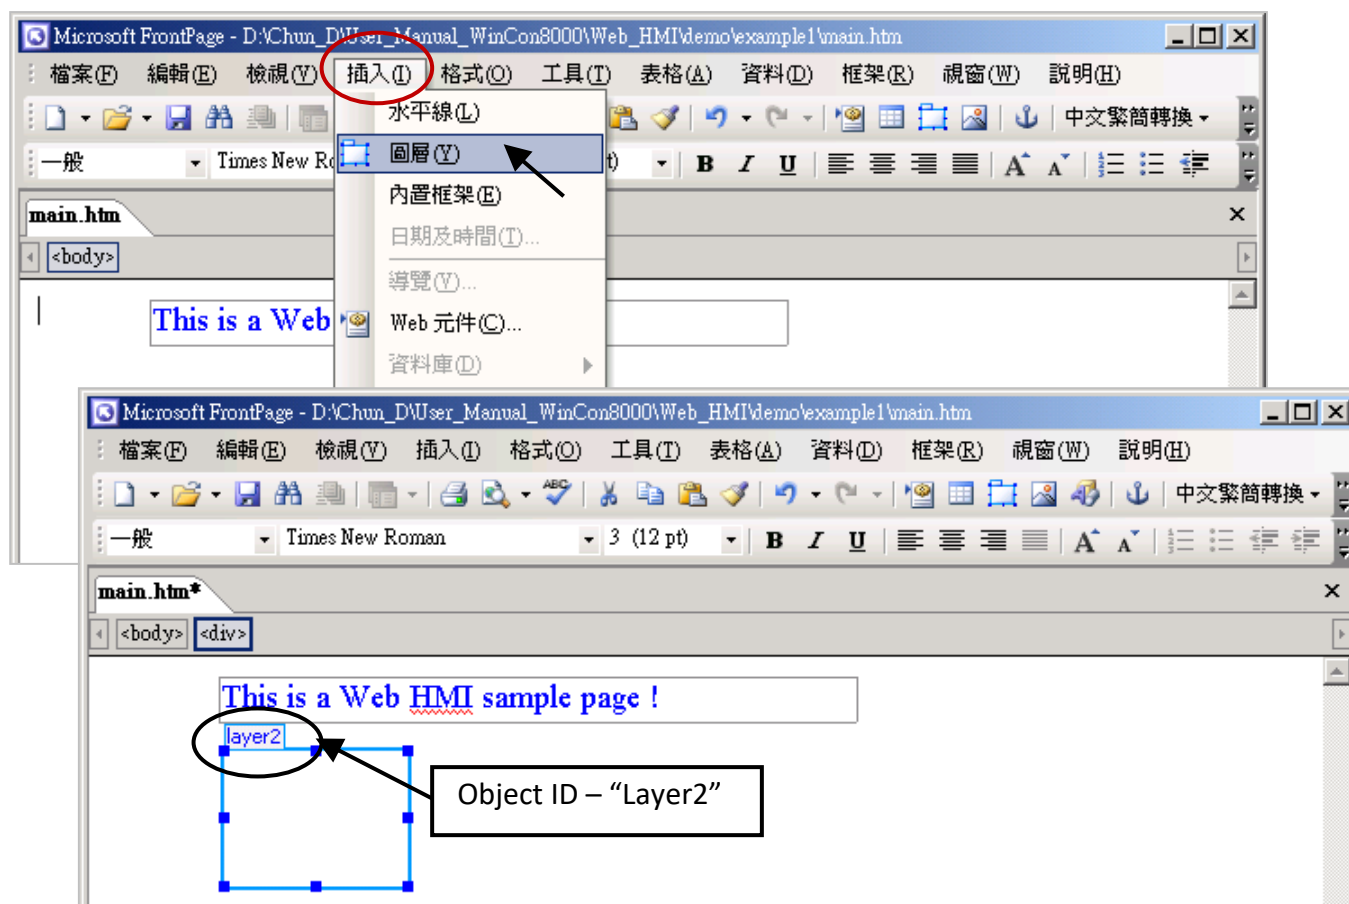 Microsoft FrontPage - D:\Chun_D\User_Manual_WinCon8000\Web_HMI\demo\example1\main.htm
檔案(F) 編輯(E) 檢視(V) 插入(I) 格式(O) 工具(T) 表格(A) 資料(D) 框架(R) 視窗(W) 説明(H)
水平線(L)
中文繁簡轉換
一般 Times New Ro
圖層(Y)
t) B I U A A
內置框架(E)
main.htm
日期及時間(T)...
<body>
導覽(V)...
This is a Web
Web 元件(C)...
資料庫(D)
Microsoft FrontPage - D:\Chun_D\User_Manual_WinCon8000\Web_HMI\demo\example1\main.htm
檔案(F) 編輯(E) 檢視(V) 插入(I) 格式(O) 工具(T) 表格(A) 資料(D) 框架(R) 視窗(W) 説明(H)
ABC 中文繁簡轉換
一般 Times New Roman 3 (12 pt) B I U A A
main.htm*
<body> <div>
This is a Web HMI sample page !
layer2
Object ID – “Layer2”